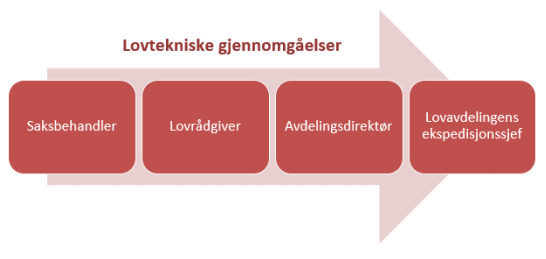 Lovtekniske gjennomgåelser
Saksbehandler
Lovrådgiver
Avdelingsdirektør
Lovavdelingens
ekspedisjonssjef